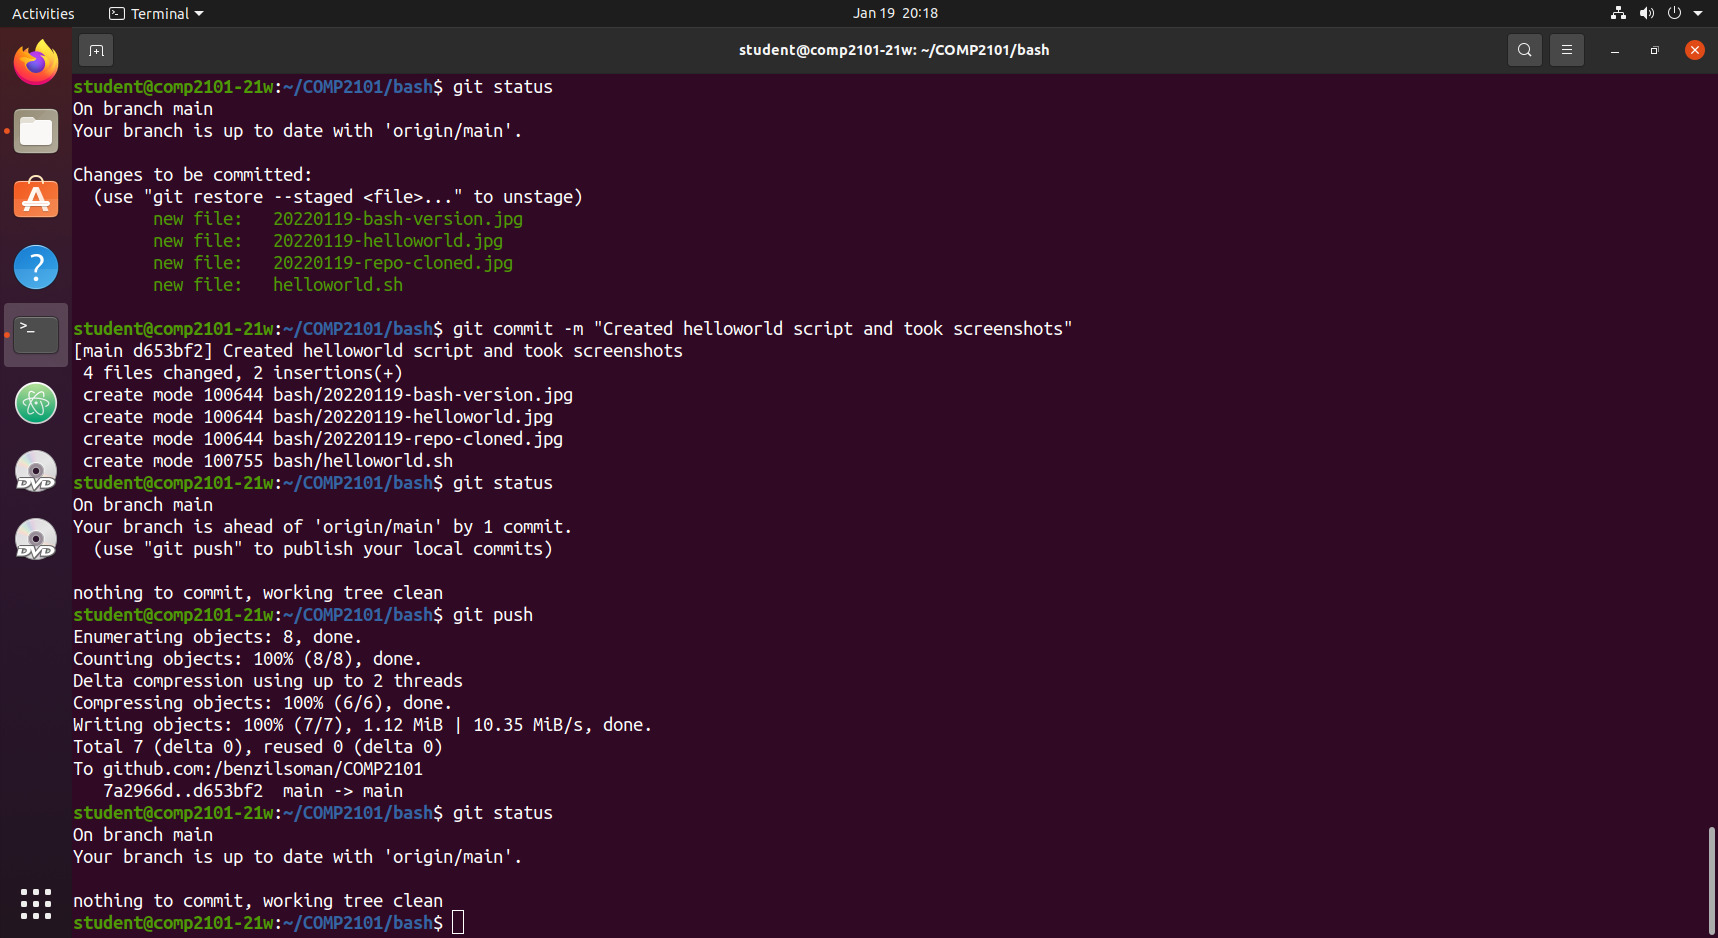 Activities
Terminal
Jan 19 20:18
student@comp2101-21w: ~/COMP2101/bash
student@comp2101-21w:~/COMP2101/bash$ git status
On branch main
Your branch is up to date with 'origin/main'.
Changes to be committed:
  (use "git restore --staged <file>..." to unstage)
        new file:   20220119-bash-version.jpg
        new file:   20220119-helloworld.jpg
        new file:   20220119-repo-cloned.jpg
        new file:   helloworld.sh
student@comp2101-21w:~/COMP2101/bash$ git commit -m "Created helloworld script and took screenshots"
[main d653bf2] Created helloworld script and took screenshots
 4 files changed, 2 insertions(+)
 create mode 100644 bash/20220119-bash-version.jpg
 create mode 100644 bash/20220119-helloworld.jpg
 create mode 100644 bash/20220119-repo-cloned.jpg
 create mode 100755 bash/helloworld.sh
student@comp2101-21w:~/COMP2101/bash$ git status
On branch main
Your branch is ahead of 'origin/main' by 1 commit.
  (use "git push" to publish your local commits)
nothing to commit, working tree clean
student@comp2101-21w:~/COMP2101/bash$ git push
Enumerating objects: 8, done.
Counting objects: 100% (8/8), done.
Delta compression using up to 2 threads
Compressing objects: 100% (6/6), done.
Writing objects: 100% (7/7), 1.12 MiB | 10.35 MiB/s, done.
Total 7 (delta 0), reused 0 (delta 0)
To github.com:/benzilsoman/COMP2101
   7a2966d..d653bf2  main -> main
student@comp2101-21w:~/COMP2101/bash$ git status
On branch main
Your branch is up to date with 'origin/main'.
nothing to commit, working tree clean
student@comp2101-21w:~/COMP2101/bash$
DVD
DVD